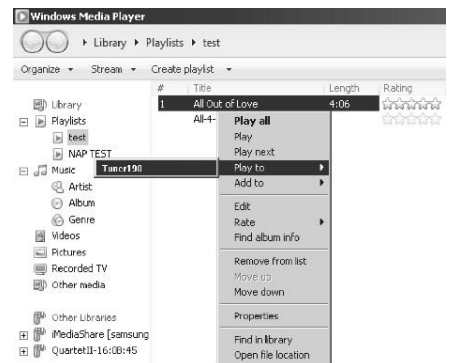 Windows Media Player
Library ▸ Playlists ▸ test
Organize Stream Create playlist
# Title Length Rating
1 All Out of Love 4:06
All-4-
Library
Playlists
test
NAP TEST
Music
Artist
Album
Genre
Videos
Pictures
Recorded TV
Other media
Other Libraries
iMediaShare [samsung
QuartetII-16:0B:45
Tuner190
Play all
Play
Play next
Play to
Add to
Edit
Rate
Find album info
Remove from list
Move up
Move down
Properties
Find in library
Open file location